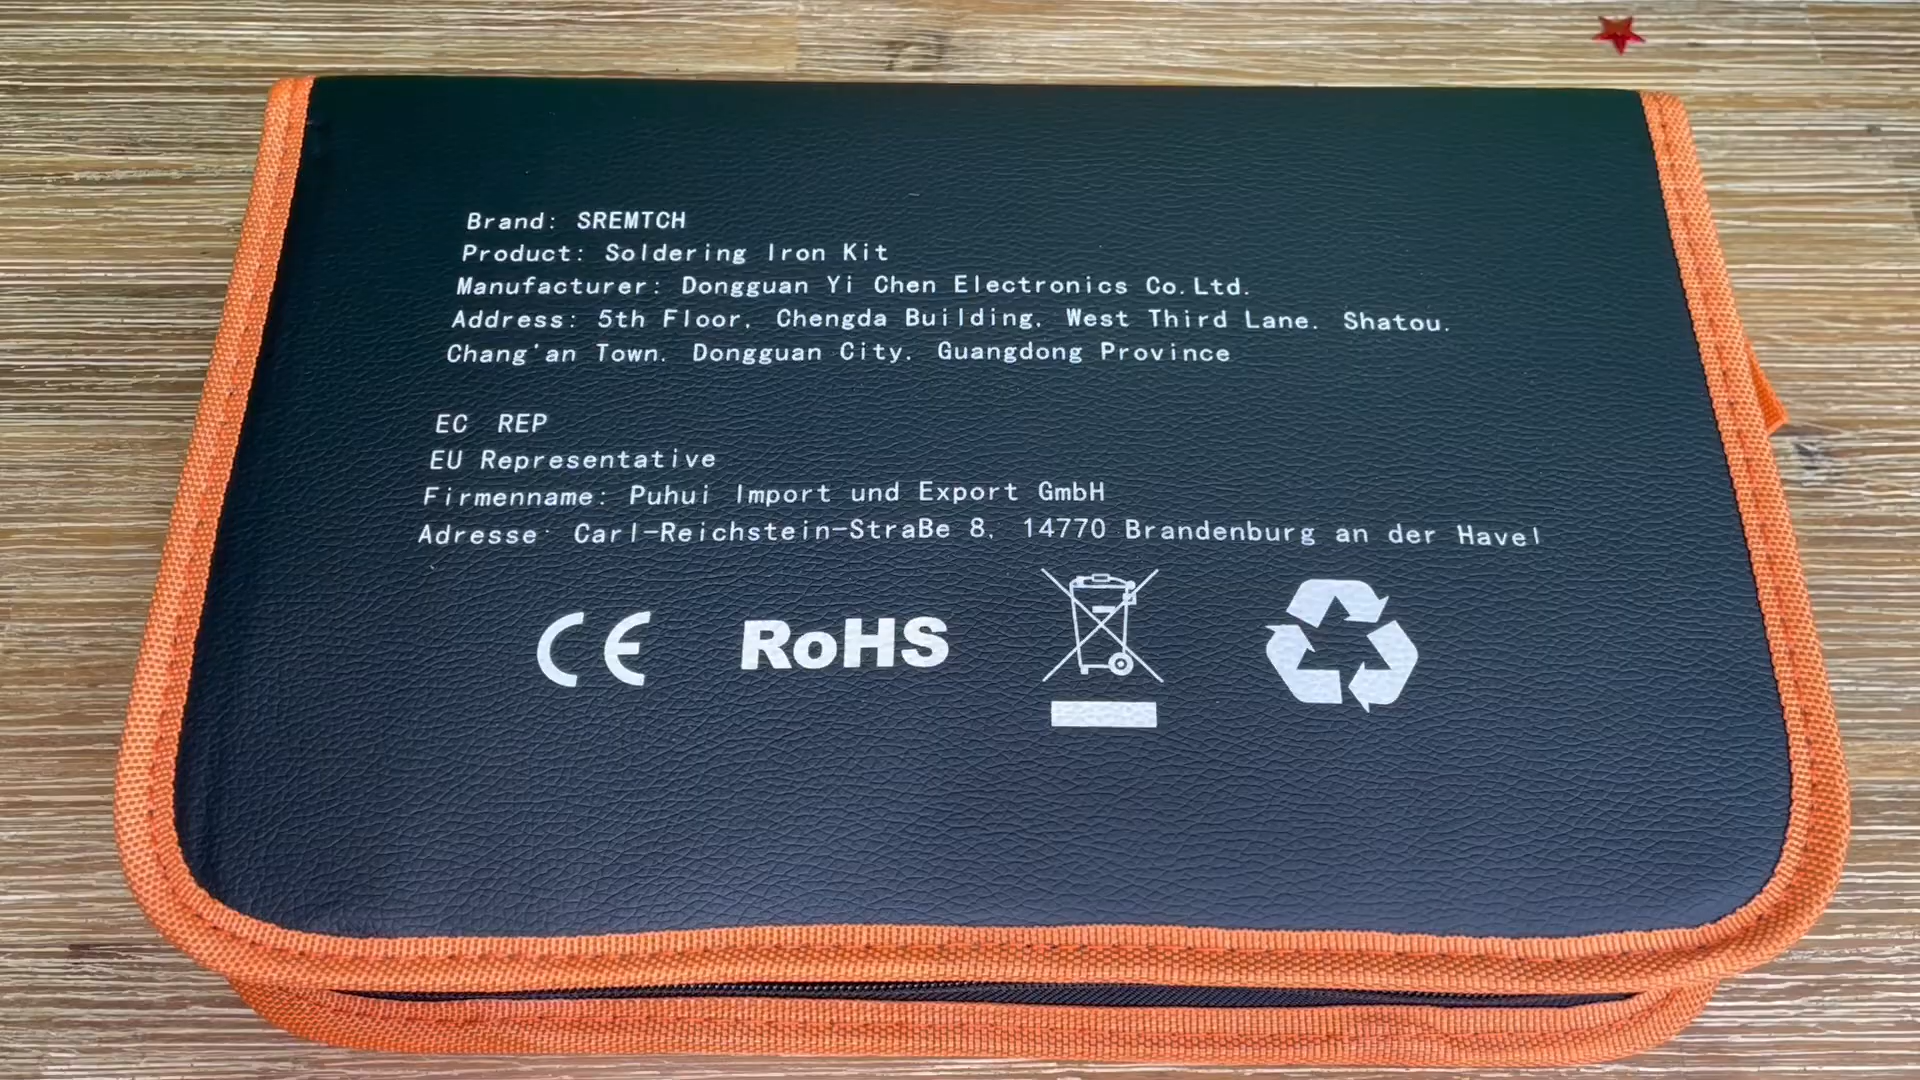 Brand: SREMTCH
Product: Soldering Iron Kit
Manufacturer: Dongguan Yi Chen Electronics Co.Ltd.
Address: 5th Floor, Chengda Building, West Third Lane. Shatou.
Chang'an Town. Dongguan City. Guangdong Province
EC REP
EU Representative
Firmenname: Puhui Import und Export GmbH
Adresse: Carl-Reichstein-StraBe 8, 14770 Brandenburg an der Havel
CE RoHS